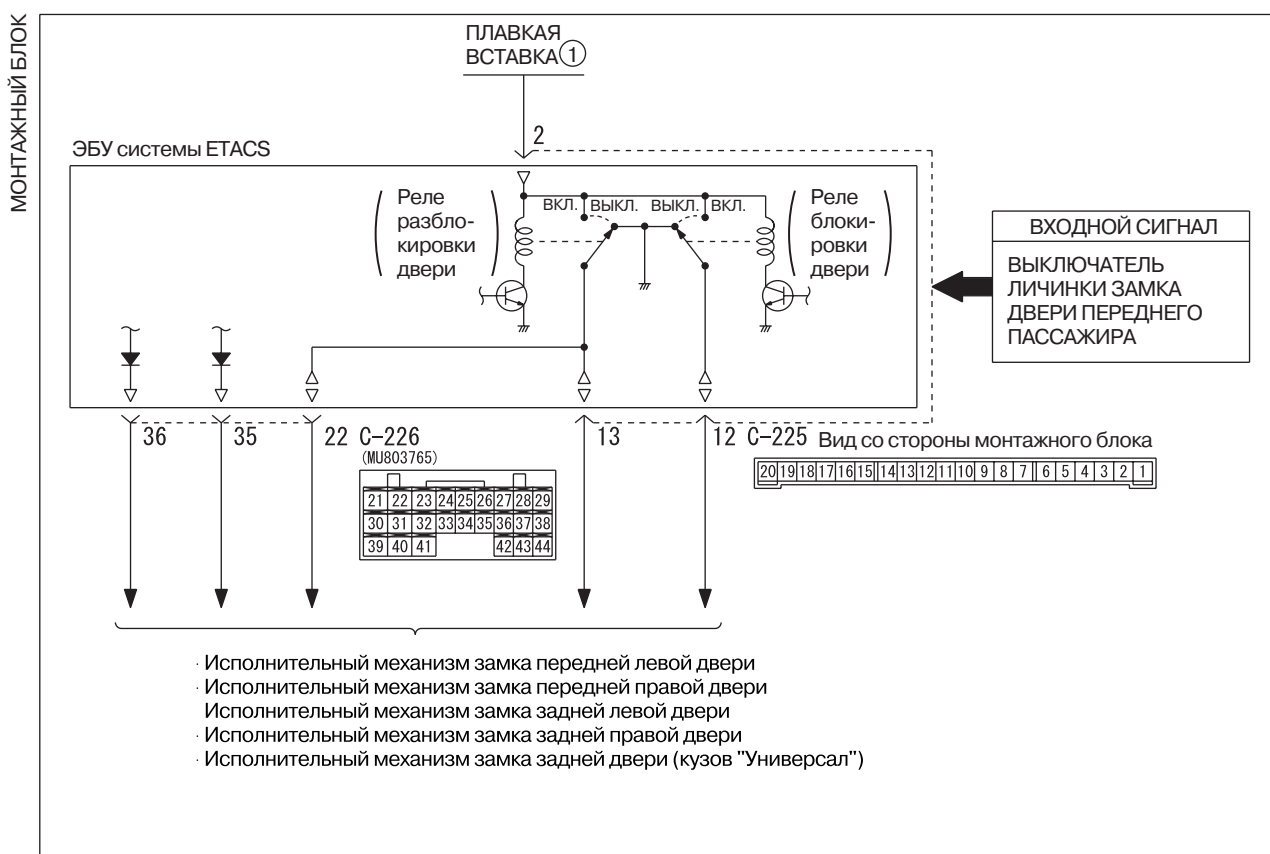 МОНТАЖНЫЙ БЛОК
ПЛАВКАЯ
ВСТАВКА 1
2
ЭБУ системы ETACS
Реле
разбло-
кировки
двери
ВКЛ. ВЫКЛ. ВЫКЛ. ВКЛ.
Реле
блоки-
ровки
двери
ВХОДНОЙ СИГНАЛ
ВЫКЛЮЧАТЕЛЬ
ЛИЧИНКИ ЗАМКА
ДВЕРИ ПЕРЕДНЕГО
ПАССАЖИРА
36 35 22 C-226 13 12 C-225 Вид со стороны монтажного блока
(MU803765)
20 19 18 17 16 15 14 13 12 11 10 9 8 7 6 5 4 3 2 1
21 22 23 24 25 26 27 28 29
30 31 32 33 34 35 36 37 38
39 40 41 42 43 44
· Исполнительный механизм замка передней левой двери
· Исполнительный механизм замка передней правой двери
Исполнительный механизм замка задней левой двери
· Исполнительный механизм замка задней правой двери
· Исполнительный механизм замка задней двери (кузов "Универсал")